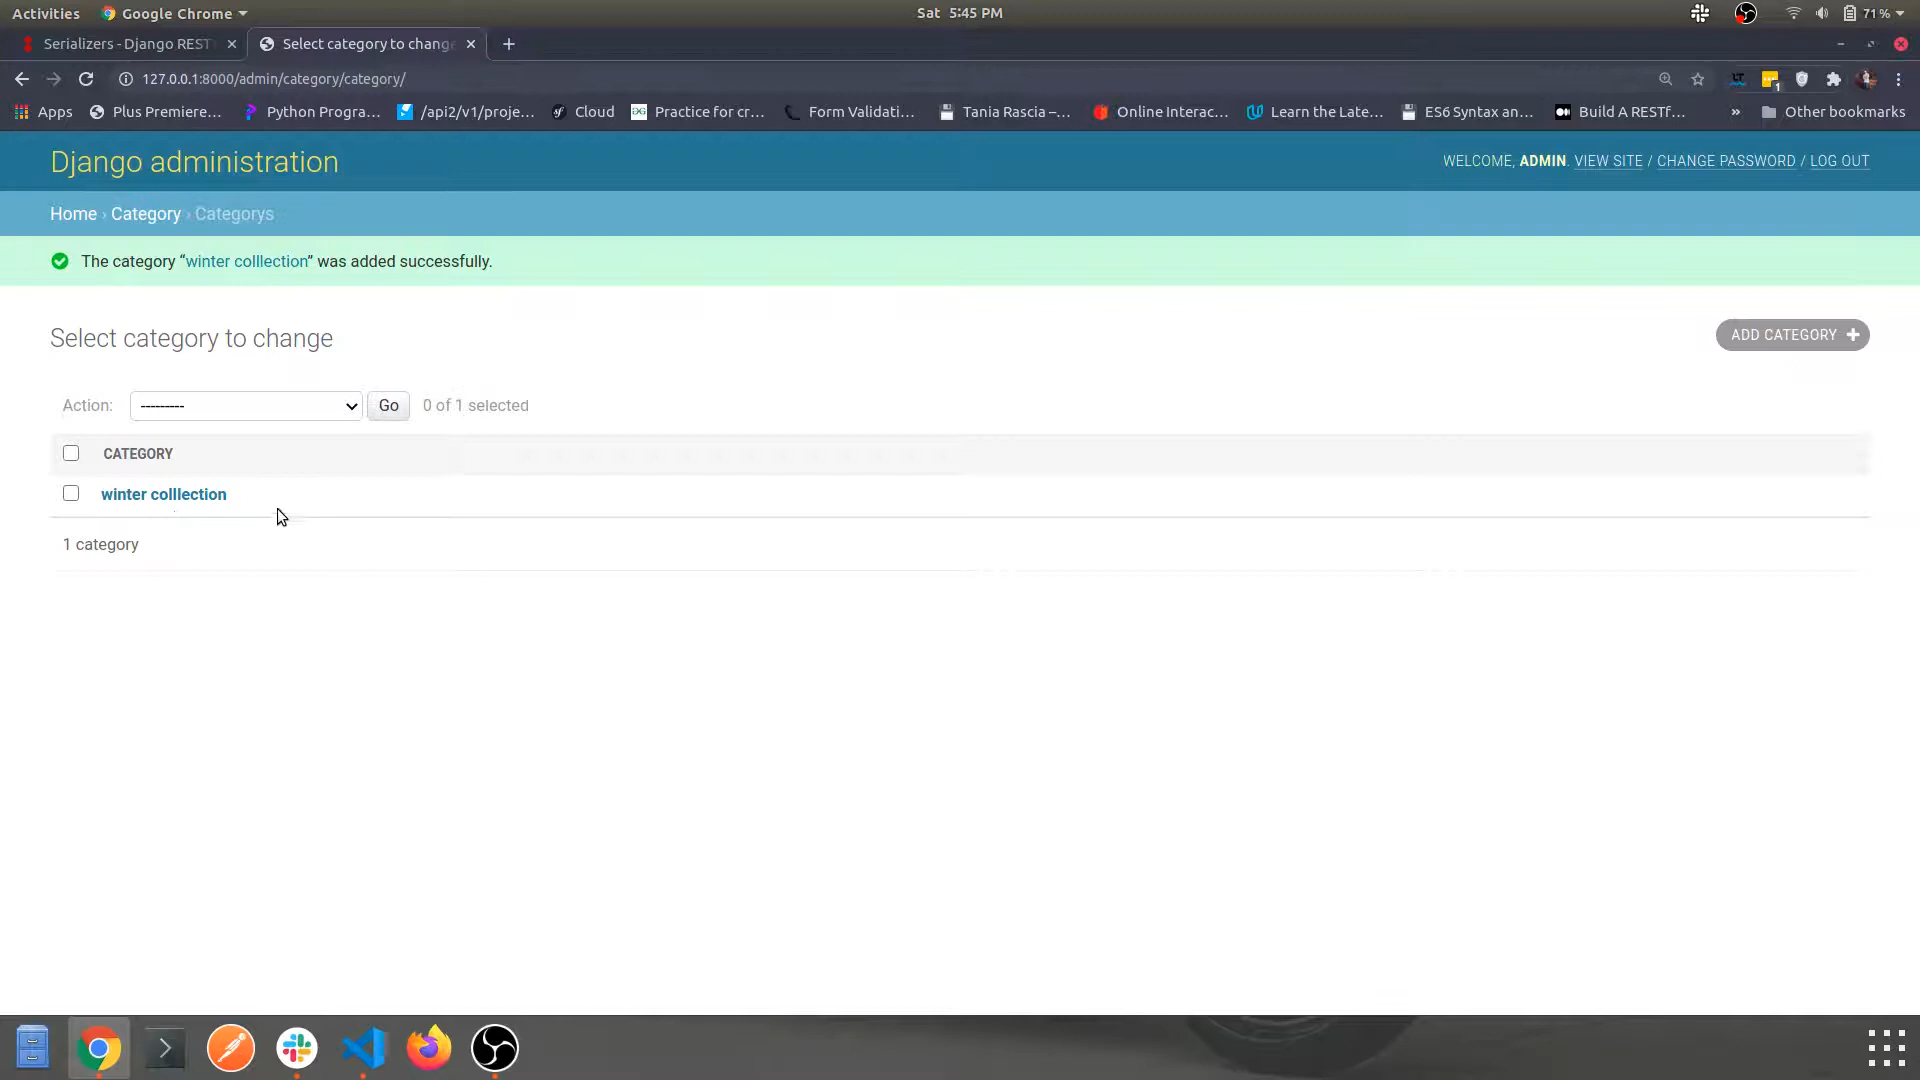 Activities Google Chrome Sat 5:45 PM 71 %
Serializers - Django REST Select category to change
127.0.0.1:8000/admin/category/category/ 1
Apps Plus Premiere... Python Progra... /api2/v1/proje... Cloud Practice for cr... Form Validati... Tania Rascia –... Online Interac... Learn the Late... ES6 Syntax an... Build A RESTf... » Other bookmarks
Django administration WELCOME, ADMIN. VIEW SITE / CHANGE PASSWORD / LOG OUT
Home › Category › Categorys
The category “winter colllection” was added successfully.
Select category to change ADD CATEGORY +
Action: --------- Go 0 of 1 selected
CATEGORY
winter colllection
1 category